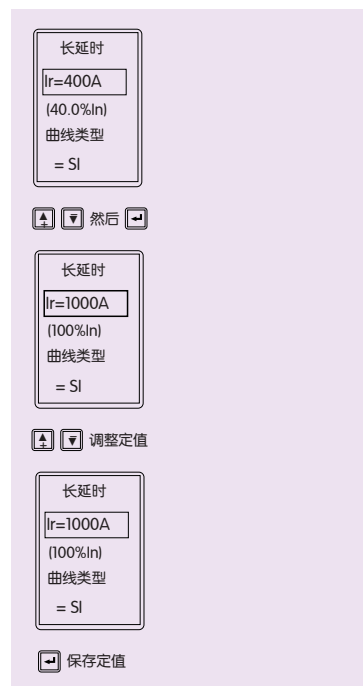 长延时
Ir=400A
(40.0%In)
曲线类型
= SI
然后
长延时
Ir=1000A
(100%In)
曲线类型
= SI
调整定值
长延时
Ir=1000A
(100%In)
曲线类型
= SI
保存定值